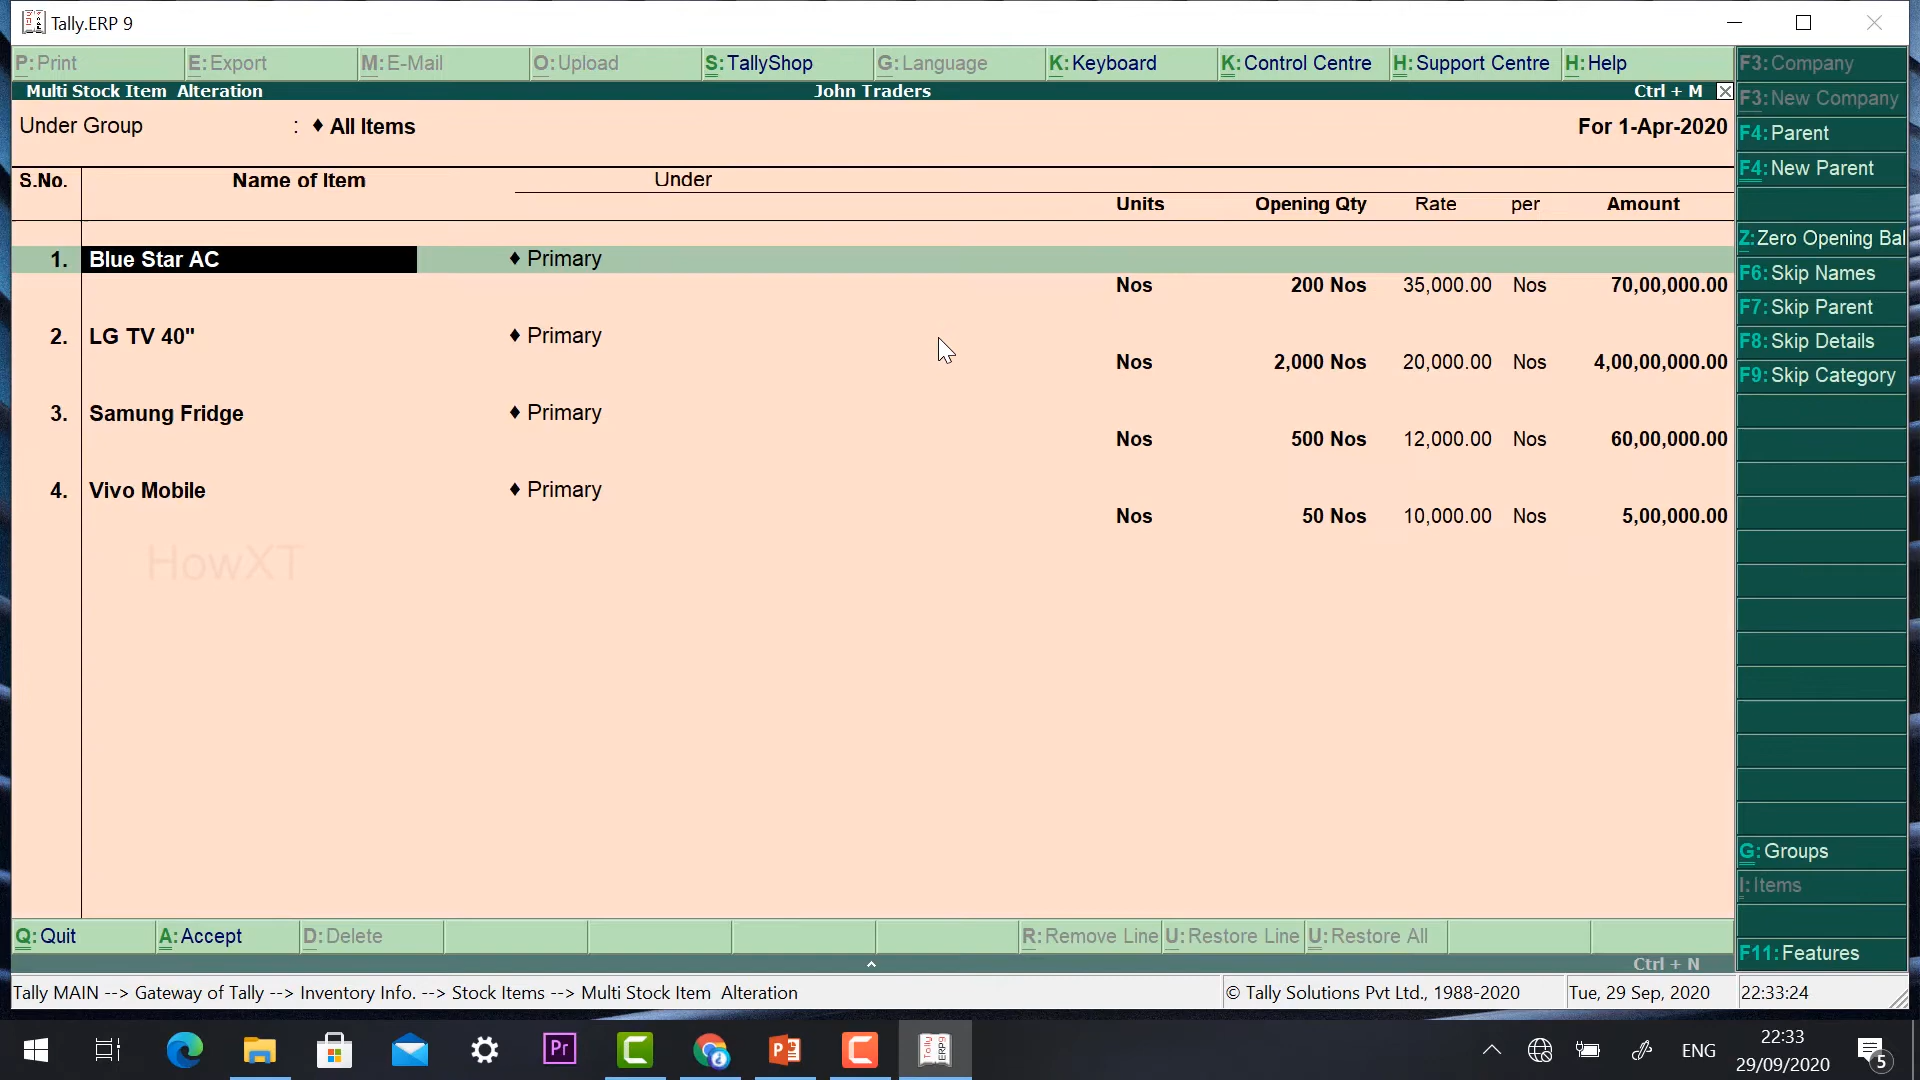 Tally.ERP 9
P: Print E: Export M: E-Mail O: Upload S: TallyShop G: Language K: Keyboard K: Control Centre H: Support Centre H: Help
Multi Stock Item Alteration John Traders Ctrl + M
Under Group : ♦ All Items For 1-Apr-2020
S.No. Name of Item Under
Units Opening Qty Rate per Amount
1. Blue Star AC ♦ Primary
Nos 200 Nos 35,000.00 Nos 70,00,000.00
2. LG TV 40" ♦ Primary
Nos 2,000 Nos 20,000.00 Nos 4,00,00,000.00
3. Samung Fridge ♦ Primary
Nos 500 Nos 12,000.00 Nos 60,00,000.00
4. Vivo Mobile ♦ Primary
Nos 50 Nos 10,000.00 Nos 5,00,000.00
HowXT
F3: Company
F3: New Company
F4: Parent
F4: New Parent
Z: Zero Opening Bal
F6: Skip Names
F7: Skip Parent
F8: Skip Details
F9: Skip Category
G: Groups
I: Items
F11: Features
Q: Quit A: Accept D: Delete R: Remove Line U: Restore Line U: Restore All
Ctrl + N
Tally MAIN --> Gateway of Tally --> Inventory Info. --> Stock Items --> Multi Stock Item Alteration © Tally Solutions Pvt Ltd., 1988-2020 Tue, 29 Sep, 2020 22:33:24
Pr Tally ERP9 ENG 22:33
29/09/2020 5